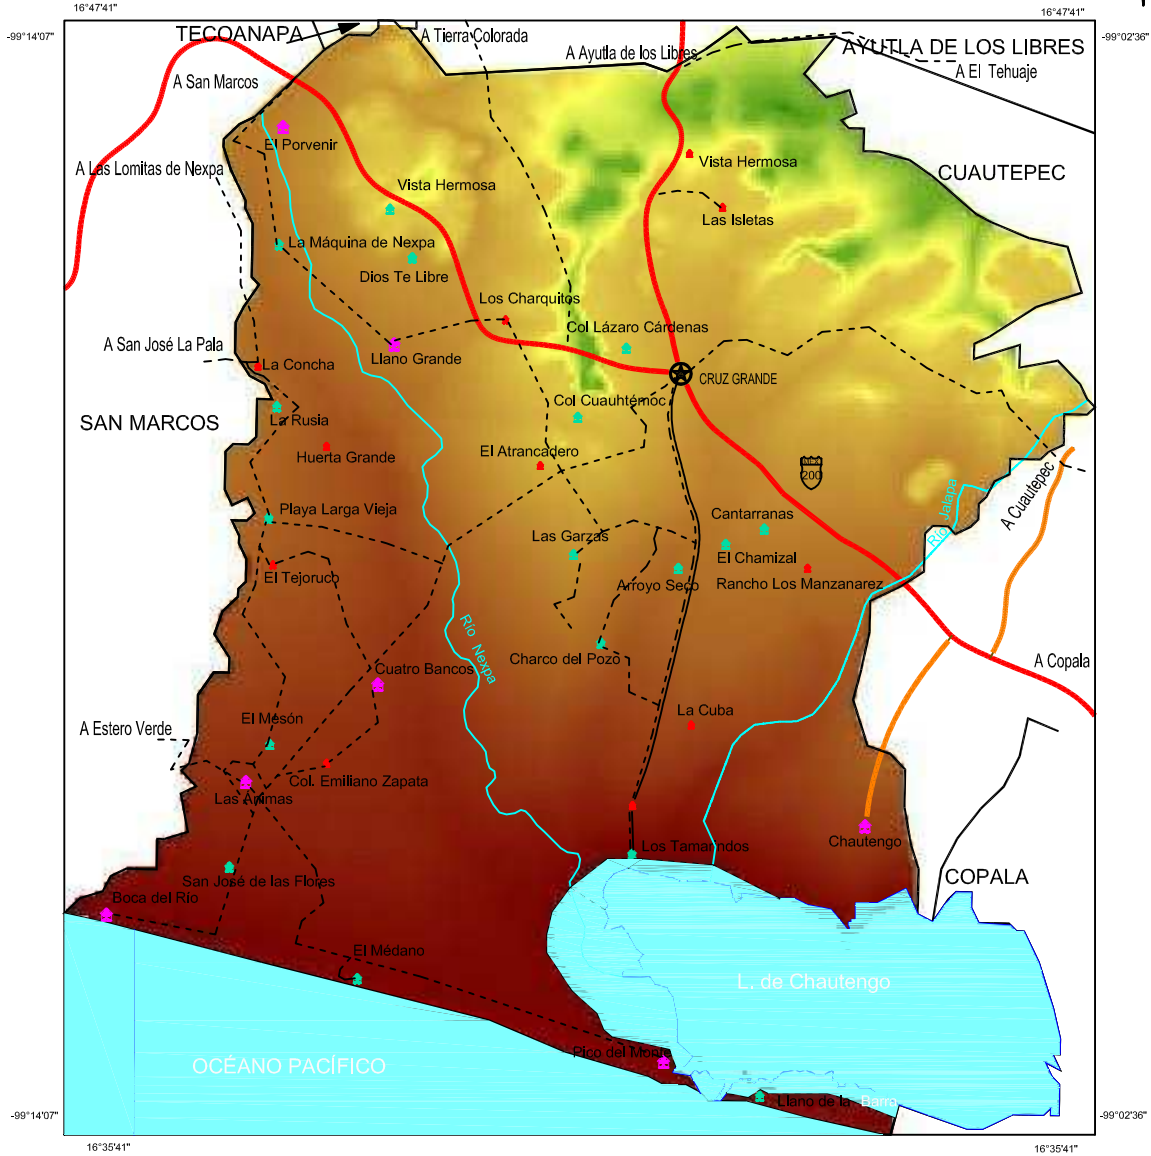 16°47'41"
16°47'41"
-99°14'07"
-99°02'36"
TECOANAPA
A Tierra Colorada
A Ayutla de los Libres
AYUTLA DE LOS LIBRES
A El Tehuaje
A San Marcos
El Porvenir
Vista Hermosa
A Las Lomitas de Nexpa
CUAUTEPEC
Vista Hermosa
Las Isletas
La Máquina de Nexpa
Dios Te Libre
Los Charquitos
Col Lázaro Cárdenas
A San José La Pala
Llano Grande
La Concha
CRUZ GRANDE
Col Cuauhtémoc
SAN MARCOS
La Rusia
Huerta Grande
El Atrancadero
MEX
200
A Cuautepec
Río Jalapa
Playa Larga Vieja
Cantarranas
Las Garzas
El Chamizal
El Tejoruco
Arroyo Seco
Rancho Los Manzanarez
Río Nexpa
Charco del Pozo
A Copala
Cuatro Bancos
La Cuba
El Mesón
A Estero Verde
Col. Emiliano Zapata
Las Animas
Chautengo
Los Tamarindos
San José de las Flores
COPALA
Boca del Río
El Médano
L. de Chautengo
OCÉANO PACÍFICO
Pico del Monte
Llano de la Barra
-99°14'07"
-99°02'36"
16°35'41"
16°35'41"